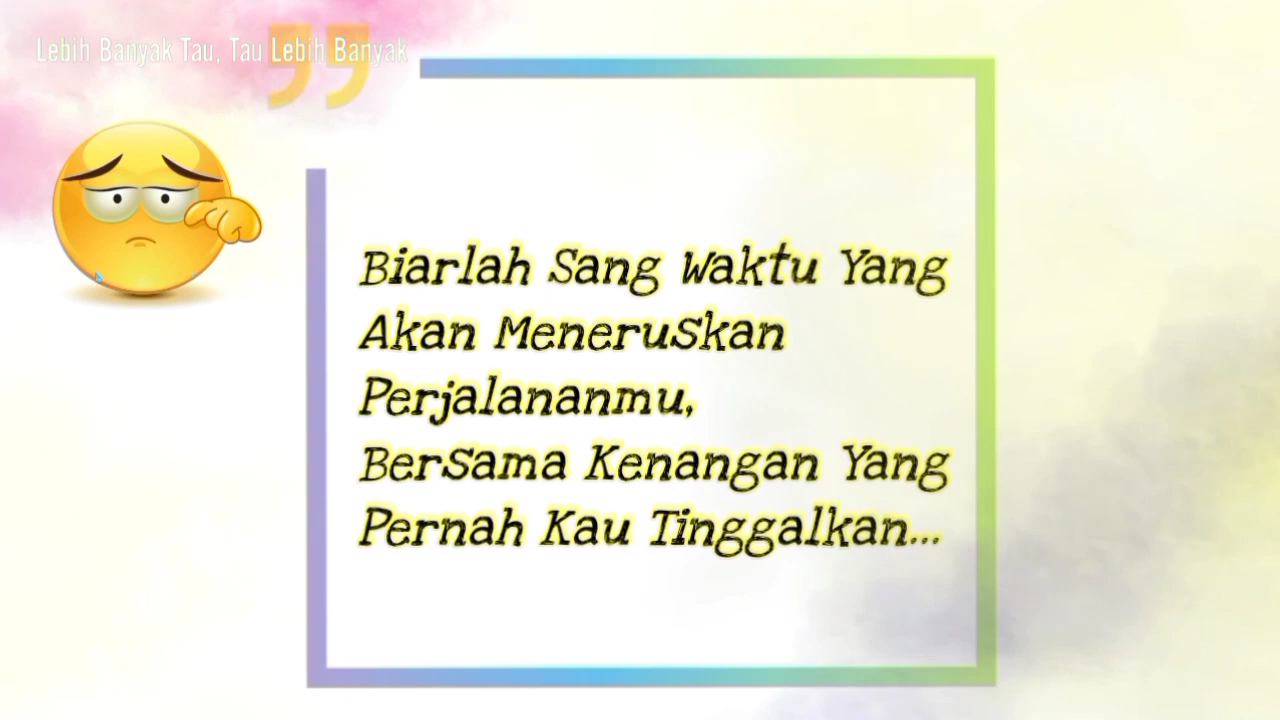 Lebih Banyak Tau, Tau Lebih Banyak
Biarlah Sang Waktu Yang
Akan Meneruskan
Perjalananmu,
Bersama Kenangan Yang
Pernah Kau Tinggalkan...